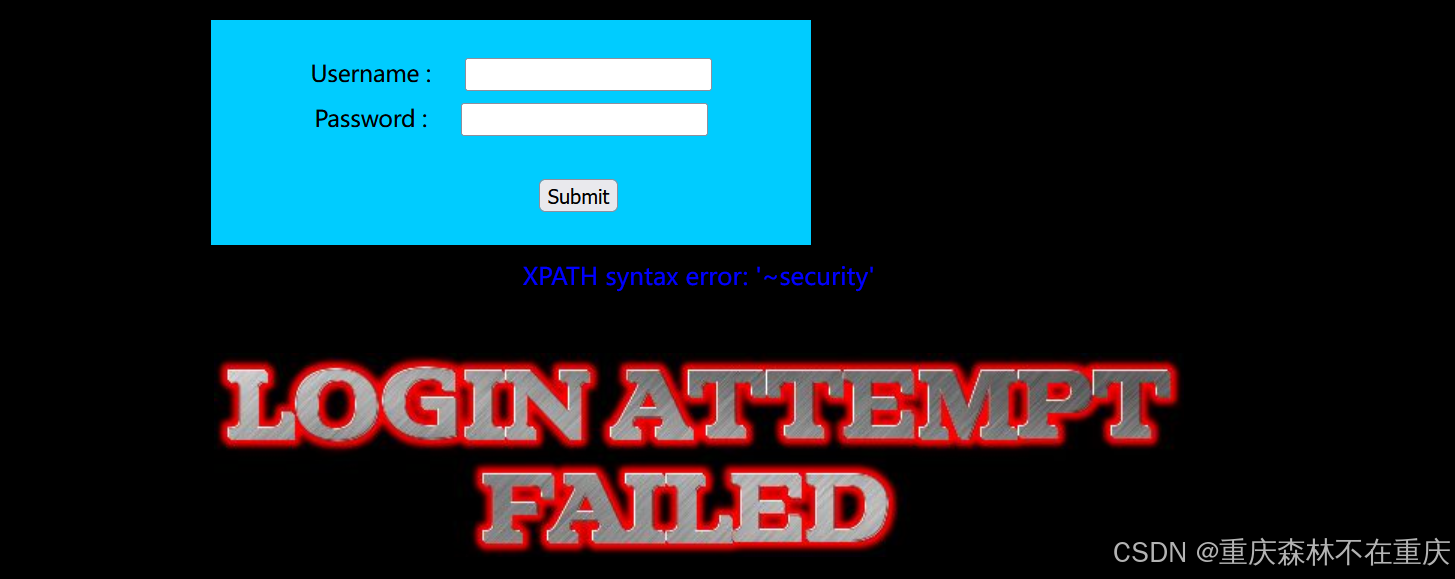 Username :
Password :
Submit
XPATH syntax error: '~security'
LOGIN ATTEMPT
FAILED
CSDN @重庆森林不在重庆